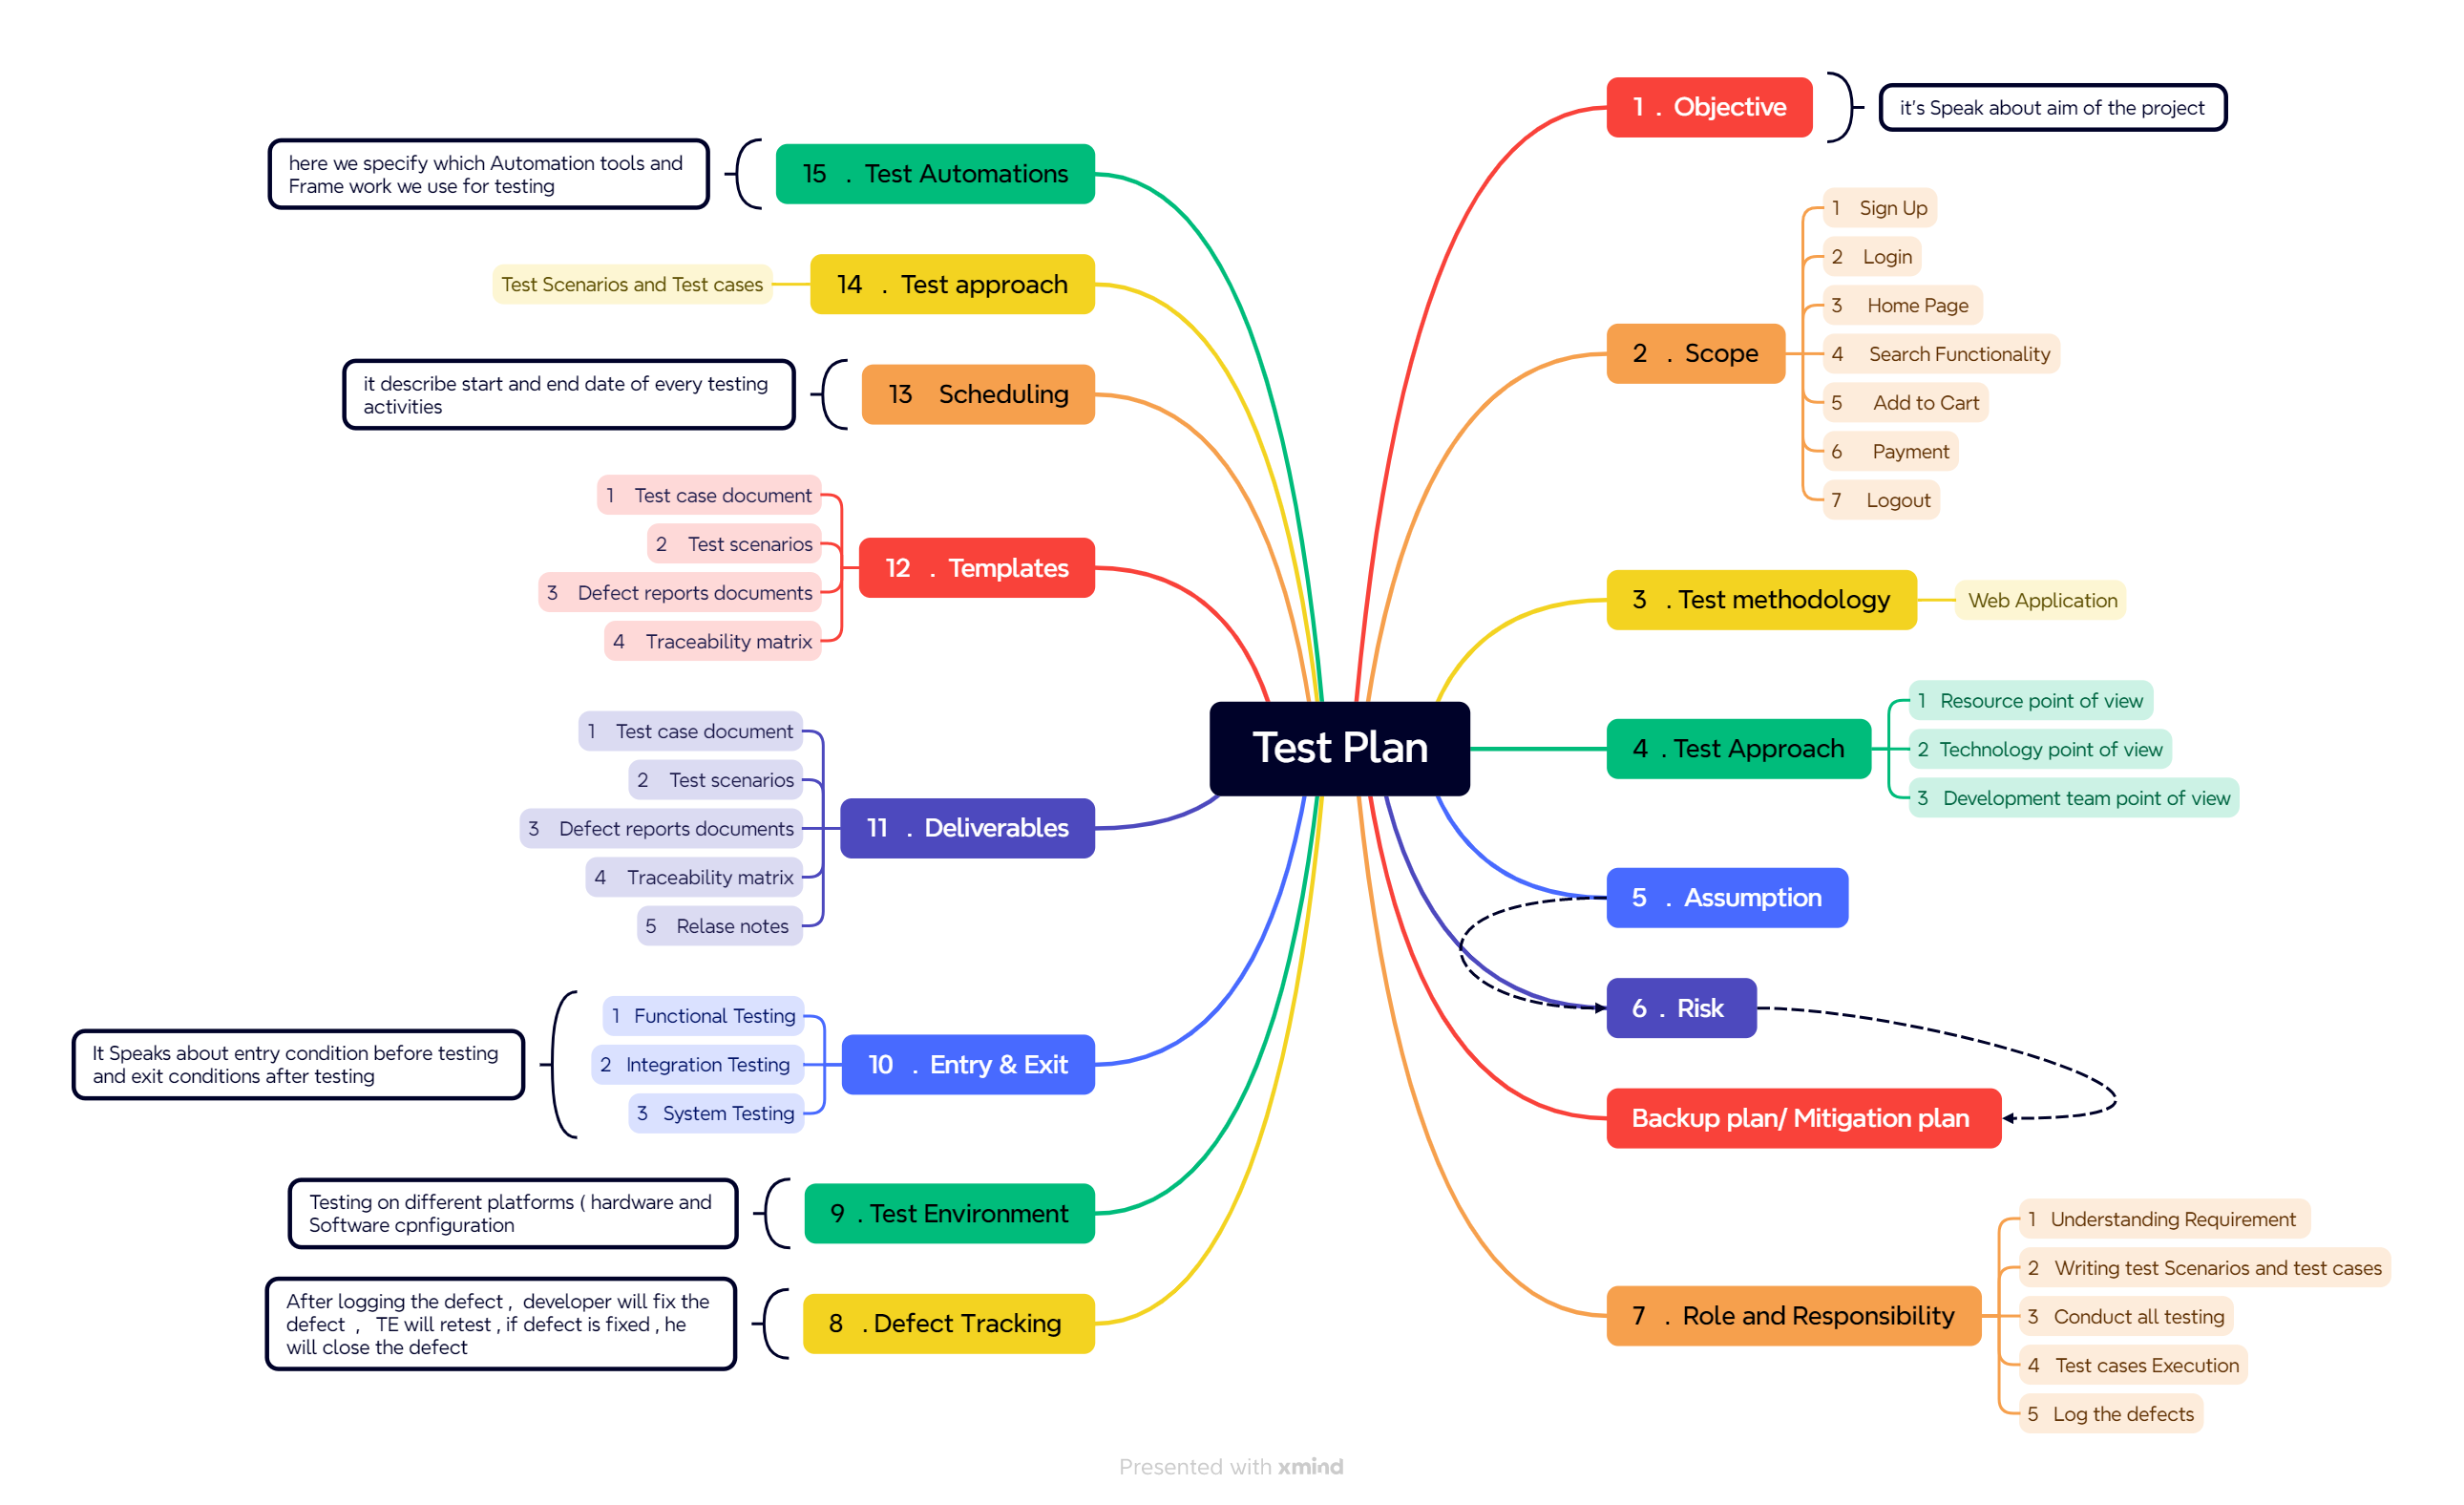 Test Plan
1 . Objective
it's Speak about aim of the project
2 . Scope
1 Sign Up
2 Login
3 Home Page
4 Search Functionality
5 Add to Cart
6 Payment
7 Logout
3 . Test methodology
Web Application
4 . Test Approach
1 Resource point of view
2 Technology point of view
3 Development team point of view
5 . Assumption
6 . Risk
Backup plan/ Mitigation plan
7 . Role and Responsibility
1 Understanding Requirement
2 Writing test Scenarios and test cases
3 Conduct all testing
4 Test cases Execution
5 Log the defects
8 . Defect Tracking
After logging the defect , developer will fix the
defect , TE will retest , if defect is fixed , he
will close the defect
9 . Test Environment
Testing on different platforms ( hardware and
Software cpnfiguration
10 . Entry & Exit
1 Functional Testing
2 Integration Testing
3 System Testing
It Speaks about entry condition before testing
and exit conditions after testing
11 . Deliverables
1 Test case document
2 Test scenarios
3 Defect reports documents
4 Traceability matrix
5 Relase notes
12 . Templates
1 Test case document
2 Test scenarios
3 Defect reports documents
4 Traceability matrix
13 Scheduling
it describe start and end date of every testing
activities
14 . Test approach
Test Scenarios and Test cases
15 . Test Automations
here we specify which Automation tools and
Frame work we use for testing
Presented with xmind